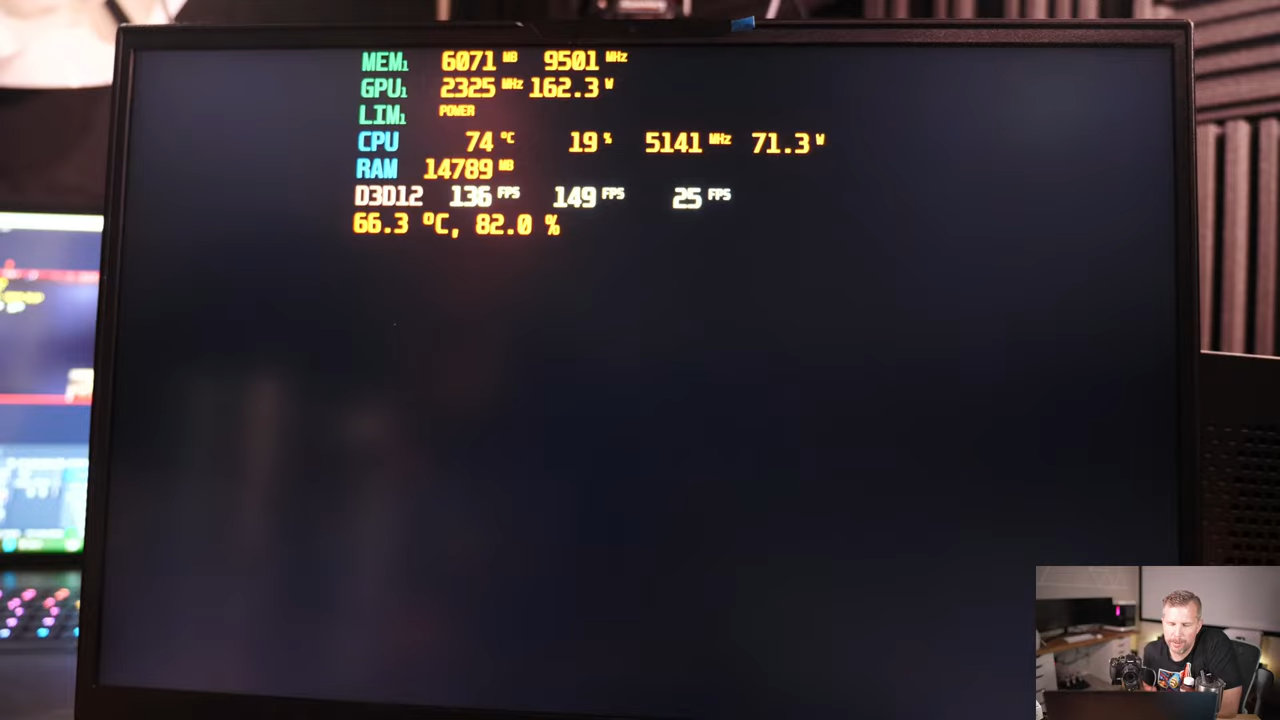 MEM1 6071 MB 9501 MHz
GPU1 2325 MHz 162.3 W
LIM1 POWER
CPU 74 °C 19 % 5141 MHz 71.3 W
RAM 14789 MB
D3D12 136 FPS 149 FPS 25 FPS
66.3 °C, 82.0 %